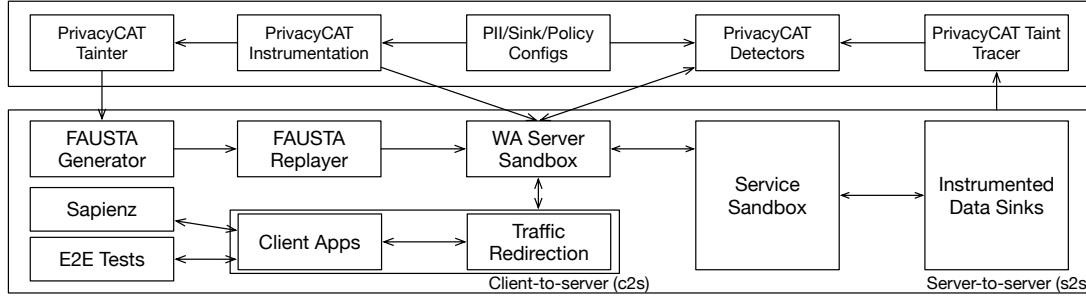 PrivacyCAT
Tainter
PrivacyCAT
Instrumentation
PII/Sink/Policy
Configs
PrivacyCAT
Detectors
PrivacyCAT Taint
Tracer
FAUSTA
Generator
FAUSTA
Replayer
WA Server
Sandbox
Service
Sandbox
Instrumented
Data Sinks
Sapienz
E2E Tests
Client Apps
Traffic
Redirection
Client-to-server (c2s)
Server-to-server (s2s)